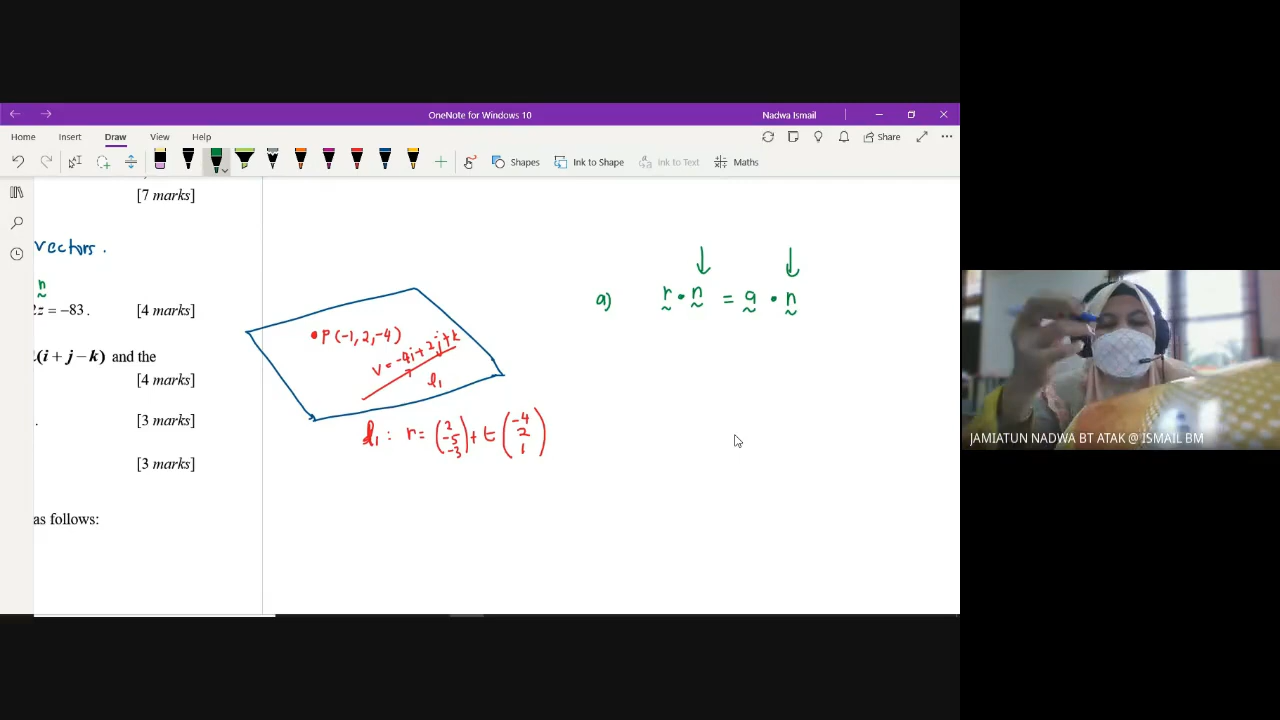 OneNote for Windows 10
Nadwa Ismail
Home Insert Draw View Help
Share
Shapes Ink to Shape Ink to Text Maths
[7 marks]
vectors.
n
2z = −83. [4 marks]
(i + j − k) and the
[4 marks]
. [3 marks]
[3 marks]
as follows:
P(-1, 2, -4)
v = -4i + 2j + k
l₁
l₁ : r = (2 -5 -3) + t (-4 2 1)
a) r • n = a • n
JAMIATUN NADWA BT ATAK @ ISMAIL BM